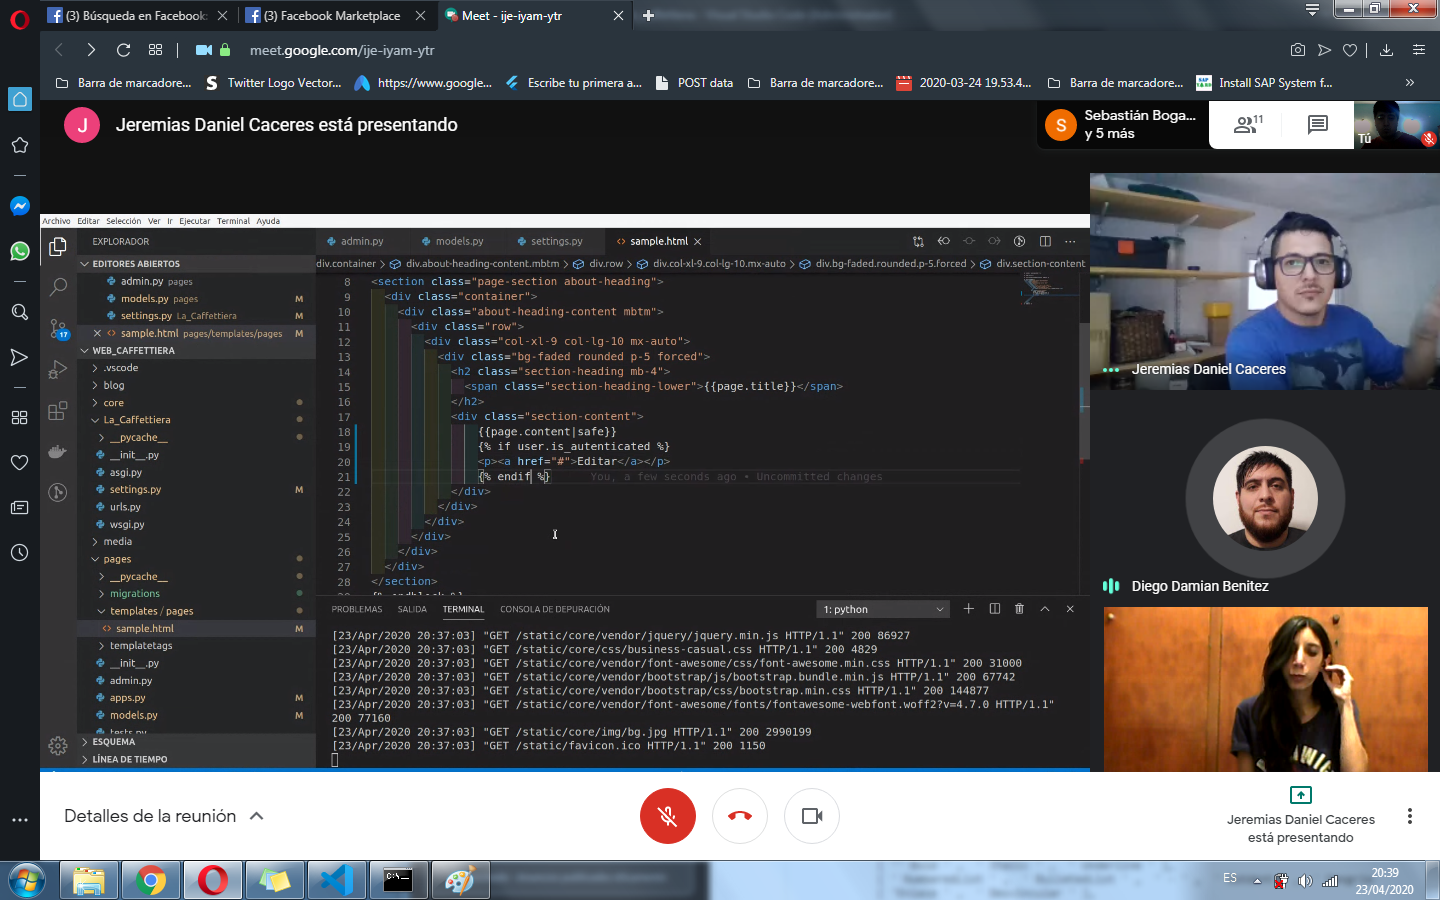 (3) Búsqueda en Facebook:
(3) Facebook Marketplace
Meet - ije-iyam-ytr
meet.google.com/ije-iyam-ytr
Barra de marcadore...
Twitter Logo Vector...
https://www.google...
Escribe tu primera a...
POST data
Barra de marcadore...
2020-03-24 19.53.4...
Barra de marcadore...
Install SAP System f...
»
J
Jeremias Daniel Caceres está presentando
S
Sebastián Boga...
y 5 más
11
Tú
Archivo Editar Selección Ver Ir Ejecutar Terminal Ayuda
EXPLORADOR
EDITORES ABIERTOS
admin.py pages
models.py pages M
settings.py La_Caffettiera M
sample.html pages/templates/pages M
WEB_CAFFETTIERA
.vscode
blog
core
La_Caffettiera
__pycache__
__init__.py
asgi.py
settings.py M
urls.py
wsgi.py
media
pages
__pycache__
migrations
templates / pages
sample.html M
templatetags
__init__.py
admin.py
apps.py M
models.py M
tests.py
ESQUEMA
LÍNEA DE TIEMPO
17
admin.py
models.py
settings.py
sample.html
div.container > div.about-heading-content.mbtm > div.row > div.col-xl-9.col-lg-10.mx-auto > div.bg-faded.rounded.p-5.forced > div.section-content
8 <section class="page-section about-heading">
9 <div class="container">
10 <div class="about-heading-content mbtm">
11 <div class="row">
12 <div class="col-xl-9 col-lg-10 mx-auto">
13 <div class="bg-faded rounded p-5 forced">
14 <h2 class="section-heading mb-4">
15 <span class="section-heading-lower">{{page.title}}</span>
16 </h2>
17 <div class="section-content">
18 {{page.content|safe}}
19 {% if user.is_autenticated %}
20 <p><a href="#">Editar</a></p>
21 {% endif %} You, a few seconds ago • Uncommitted changes
22 </div>
23 </div>
24 </div>
25 </div>
26 </div>
27 </div>
28 </section>
{% endblock %}
PROBLEMAS SALIDA TERMINAL CONSOLA DE DEPURACIÓN
1: python
[23/Apr/2020 20:37:03] "GET /static/core/vendor/jquery/jquery.min.js HTTP/1.1" 200 86927
[23/Apr/2020 20:37:03] "GET /static/core/css/business-casual.css HTTP/1.1" 200 4829
[23/Apr/2020 20:37:03] "GET /static/core/vendor/font-awesome/css/font-awesome.min.css HTTP/1.1" 200 31000
[23/Apr/2020 20:37:03] "GET /static/core/vendor/bootstrap/js/bootstrap.bundle.min.js HTTP/1.1" 200 67742
[23/Apr/2020 20:37:03] "GET /static/core/vendor/bootstrap/css/bootstrap.min.css HTTP/1.1" 200 144877
[23/Apr/2020 20:37:03] "GET /static/core/vendor/font-awesome/fonts/fontawesome-webfont.woff2?v=4.7.0 HTTP/1.1"
200 77160
[23/Apr/2020 20:37:03] "GET /static/core/img/bg.jpg HTTP/1.1" 200 2990199
[23/Apr/2020 20:37:03] "GET /static/favicon.ico HTTP/1.1" 200 1150
Jeremias Daniel Caceres
Diego Damian Benitez
Detalles de la reunión
Jeremias Daniel Caceres
está presentando
ES
20:39
23/04/2020